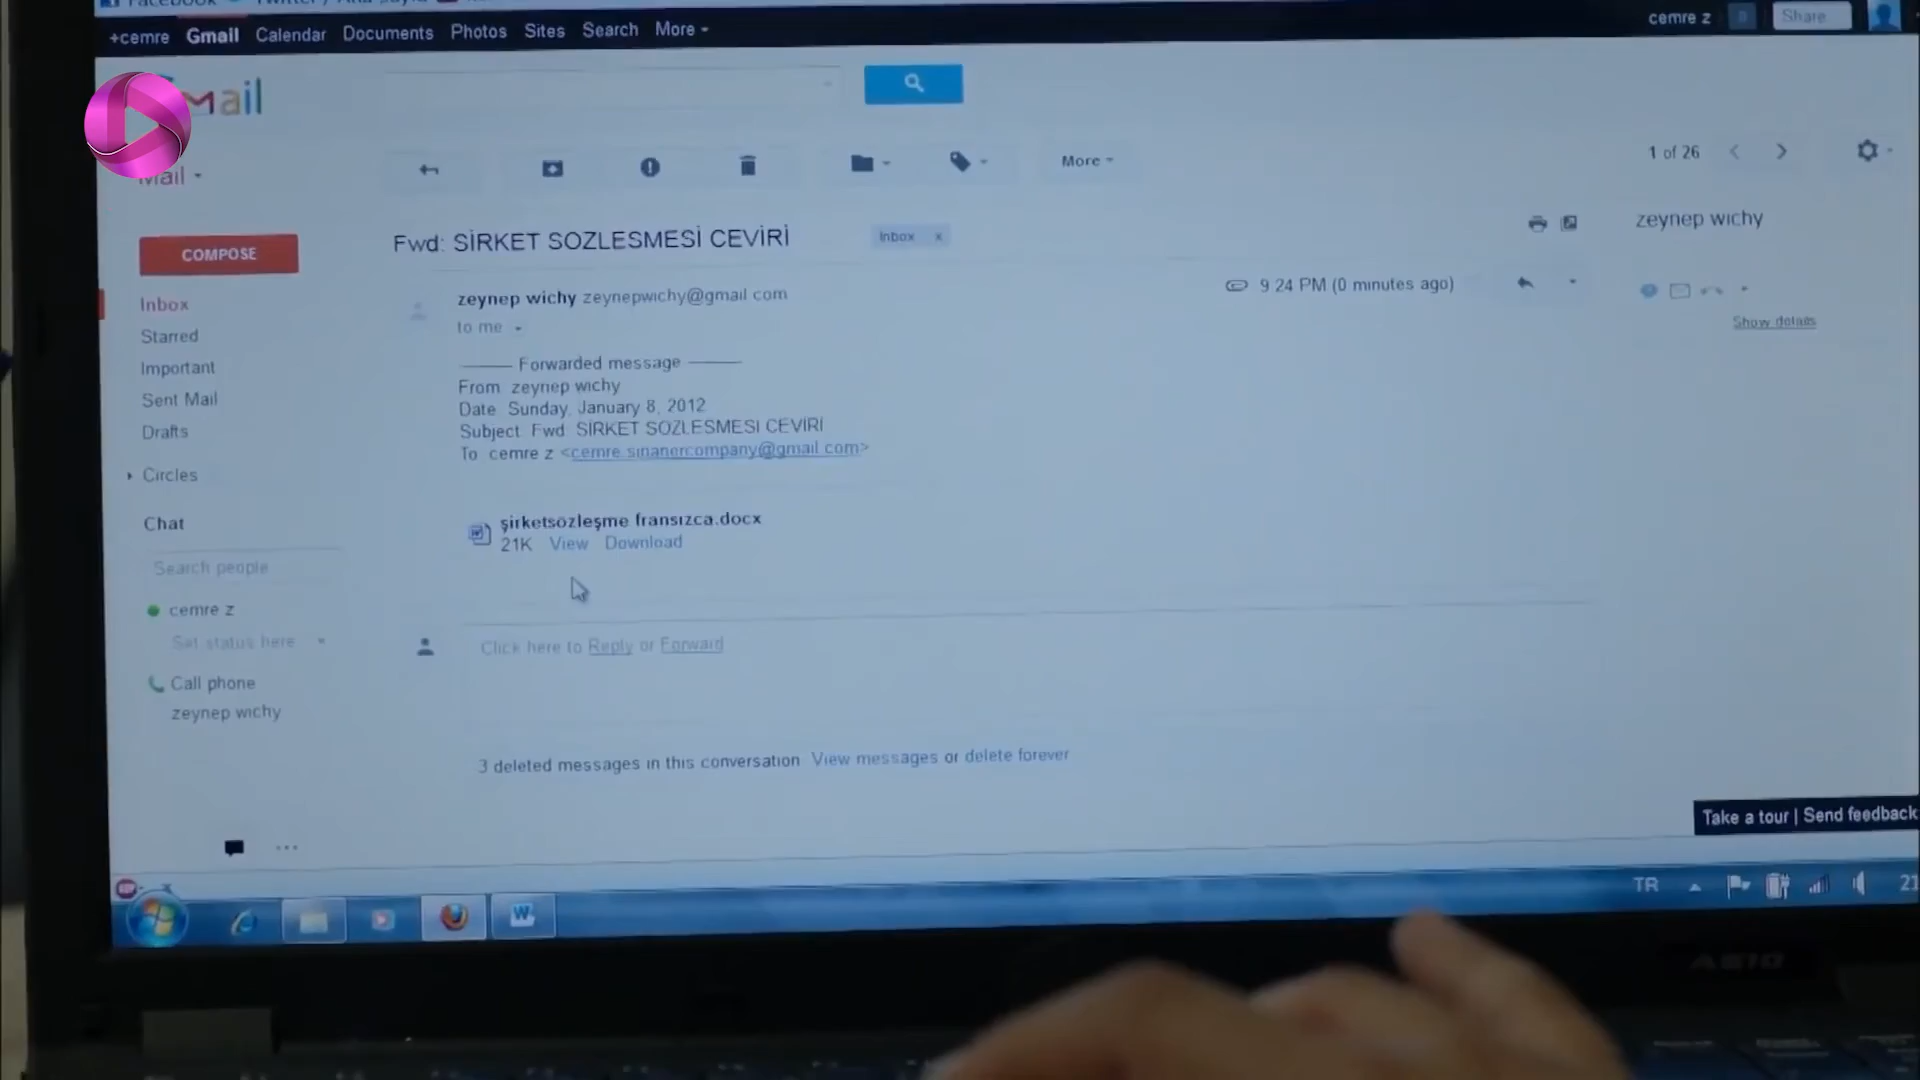 +cemre Gmail Calendar Documents Photos Sites Search More
cemre z Share
Mail
More
1 of 26
Fwd: SİRKET SOZLESMESİ CEVİRİ
Inbox x
zeynep wichy
COMPOSE
zeynep wichy zeynepwichy@gmail com
9 24 PM (0 minutes ago)
to me
Show details
Inbox
Starred
Important
Sent Mail
Drafts
Circles
Chat
Search people
cemre z
Set status here
Call phone
zeynep wichy
Forwarded message
From zeynep wichy
Date Sunday, January 8, 2012
Subject Fwd SİRKET SOZLESMESI CEVİRİ
To cemre z <cemre.sinanercompany@gmail com>
şirketsözleşme fransızca.docx
21K View Download
Click here to Reply or Forward
3 deleted messages in this conversation View messages or delete forever
Take a tour | Send feedback
TR
21